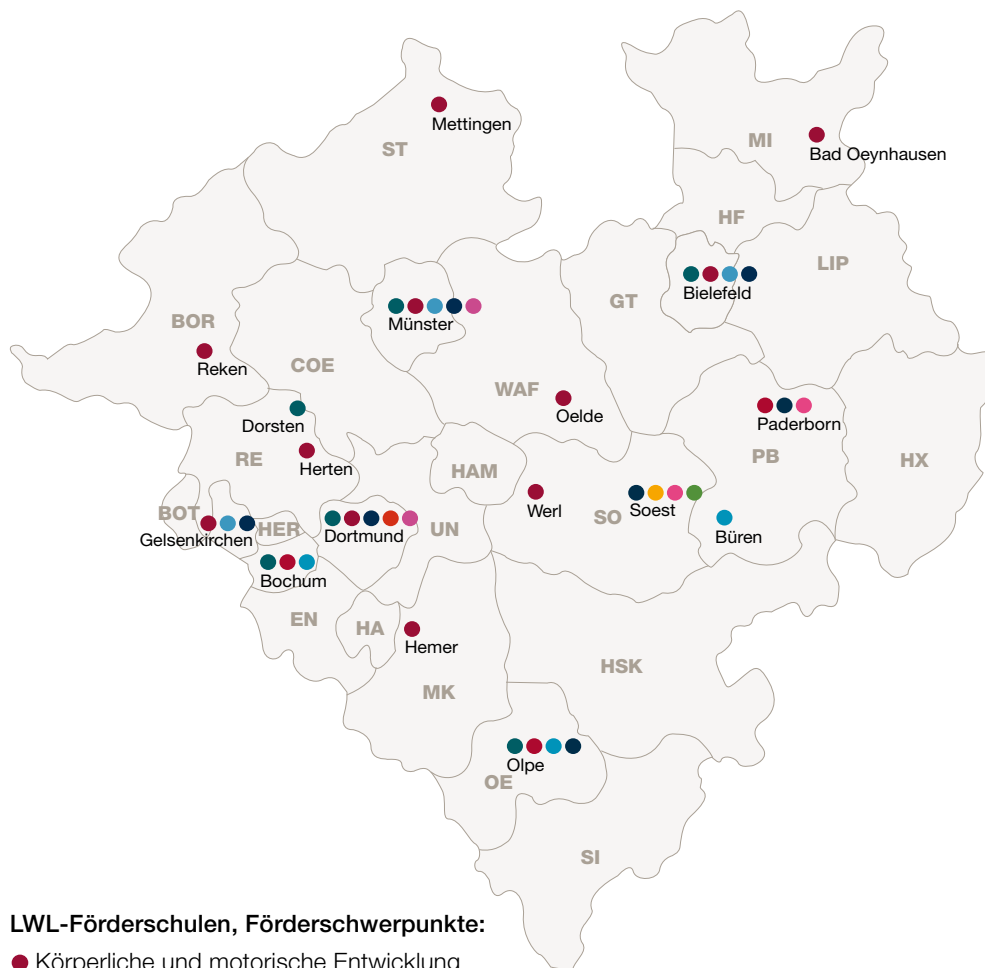 Mettingen
ST
MI
Bad Oeynhausen
HF
LIP
Bielefeld
GT
BOR
Münster
Reken
COE
WAF
Oelde
Paderborn
Dorsten
RE
Herten
HAM
PB
HX
BOT
Gelsenkirchen
HER
Dortmund
UN
Werl
SO
Soest
Büren
Bochum
EN
HA
Hemer
HSK
MK
Olpe
OE
SI
LWL-Förderschulen, Förderschwerpunkte:
Körperliche und motorische Entwicklung